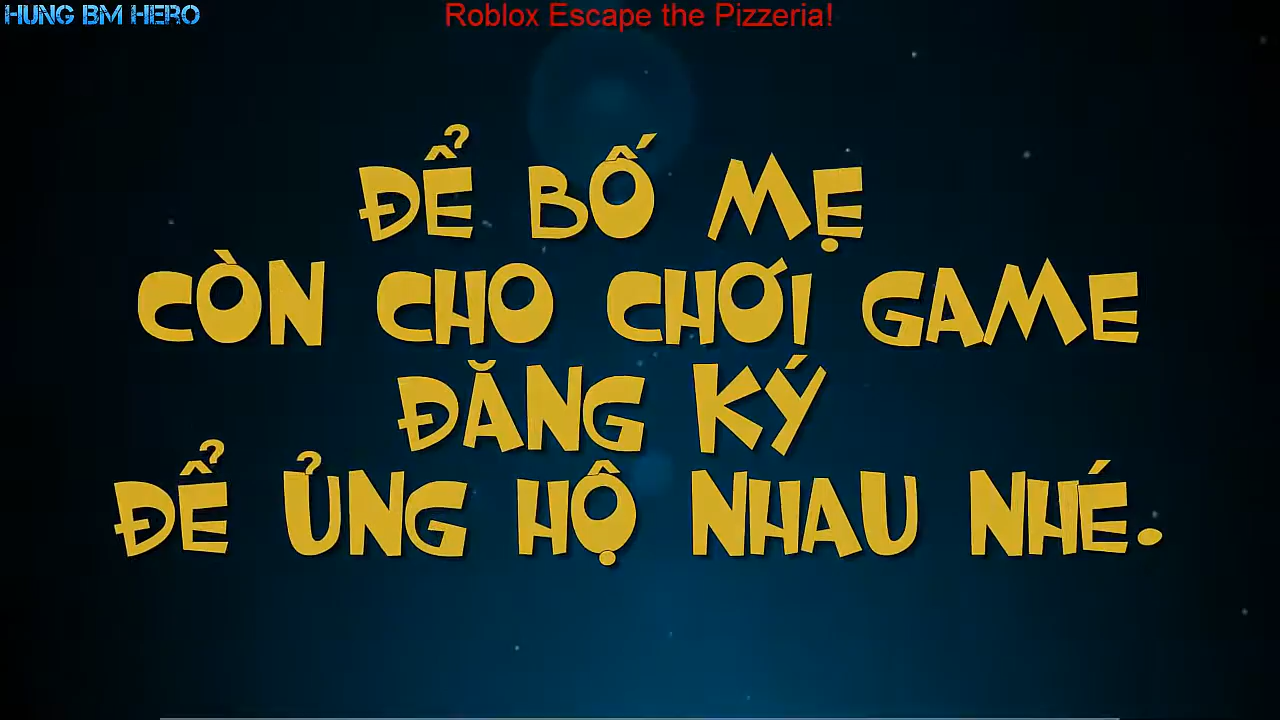 HUNG BM HERO
Roblox Escape the Pizzeria!
ĐỂ BỐ MẸ
CÒN CHO CHƠI GAME
ĐĂNG KÝ
ĐỂ ỦNG HỘ NHAU NHÉ.